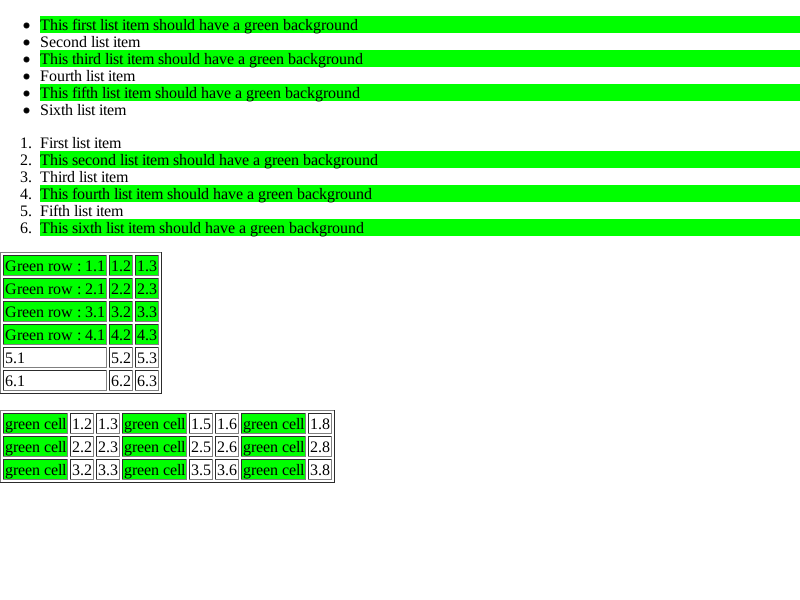 • This first list item should have a green background
• Second list item
• This third list item should have a green background
• Fourth list item
• This fifth list item should have a green background
• Sixth list item
1. First list item
2. This second list item should have a green background
3. Third list item
4. This fourth list item should have a green background
5. Fifth list item
6. This sixth list item should have a green background
Green row : 1.1 1.2 1.3
Green row : 2.1 2.2 2.3
Green row : 3.1 3.2 3.3
Green row : 4.1 4.2 4.3
5.1 5.2 5.3
6.1 6.2 6.3
green cell 1.2 1.3 green cell 1.5 1.6 green cell 1.8
green cell 2.2 2.3 green cell 2.5 2.6 green cell 2.8
green cell 3.2 3.3 green cell 3.5 3.6 green cell 3.8